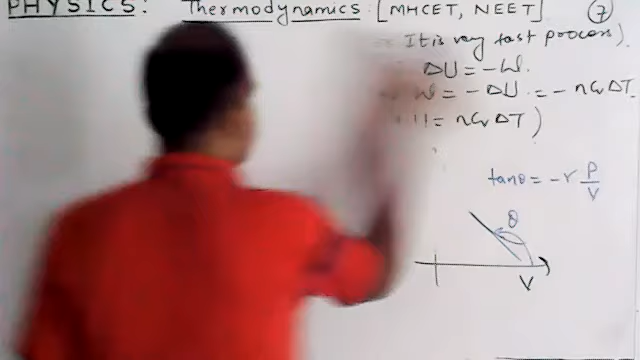 PHYSICS: Thermodynamics: [MHCET, NEET] 7
It is very fast process).
ΔU = -W.
W = -ΔU = -nCvΔT.
= nCvΔT)
tanθ = -γ P/V
θ
V